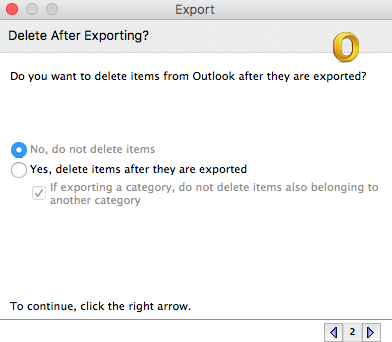 Export
Delete After Exporting?
Do you want to delete items from Outlook after they are exported?
No, do not delete items
Yes, delete items after they are exported
If exporting a category, do not delete items also belonging to
another category
To continue, click the right arrow.
2